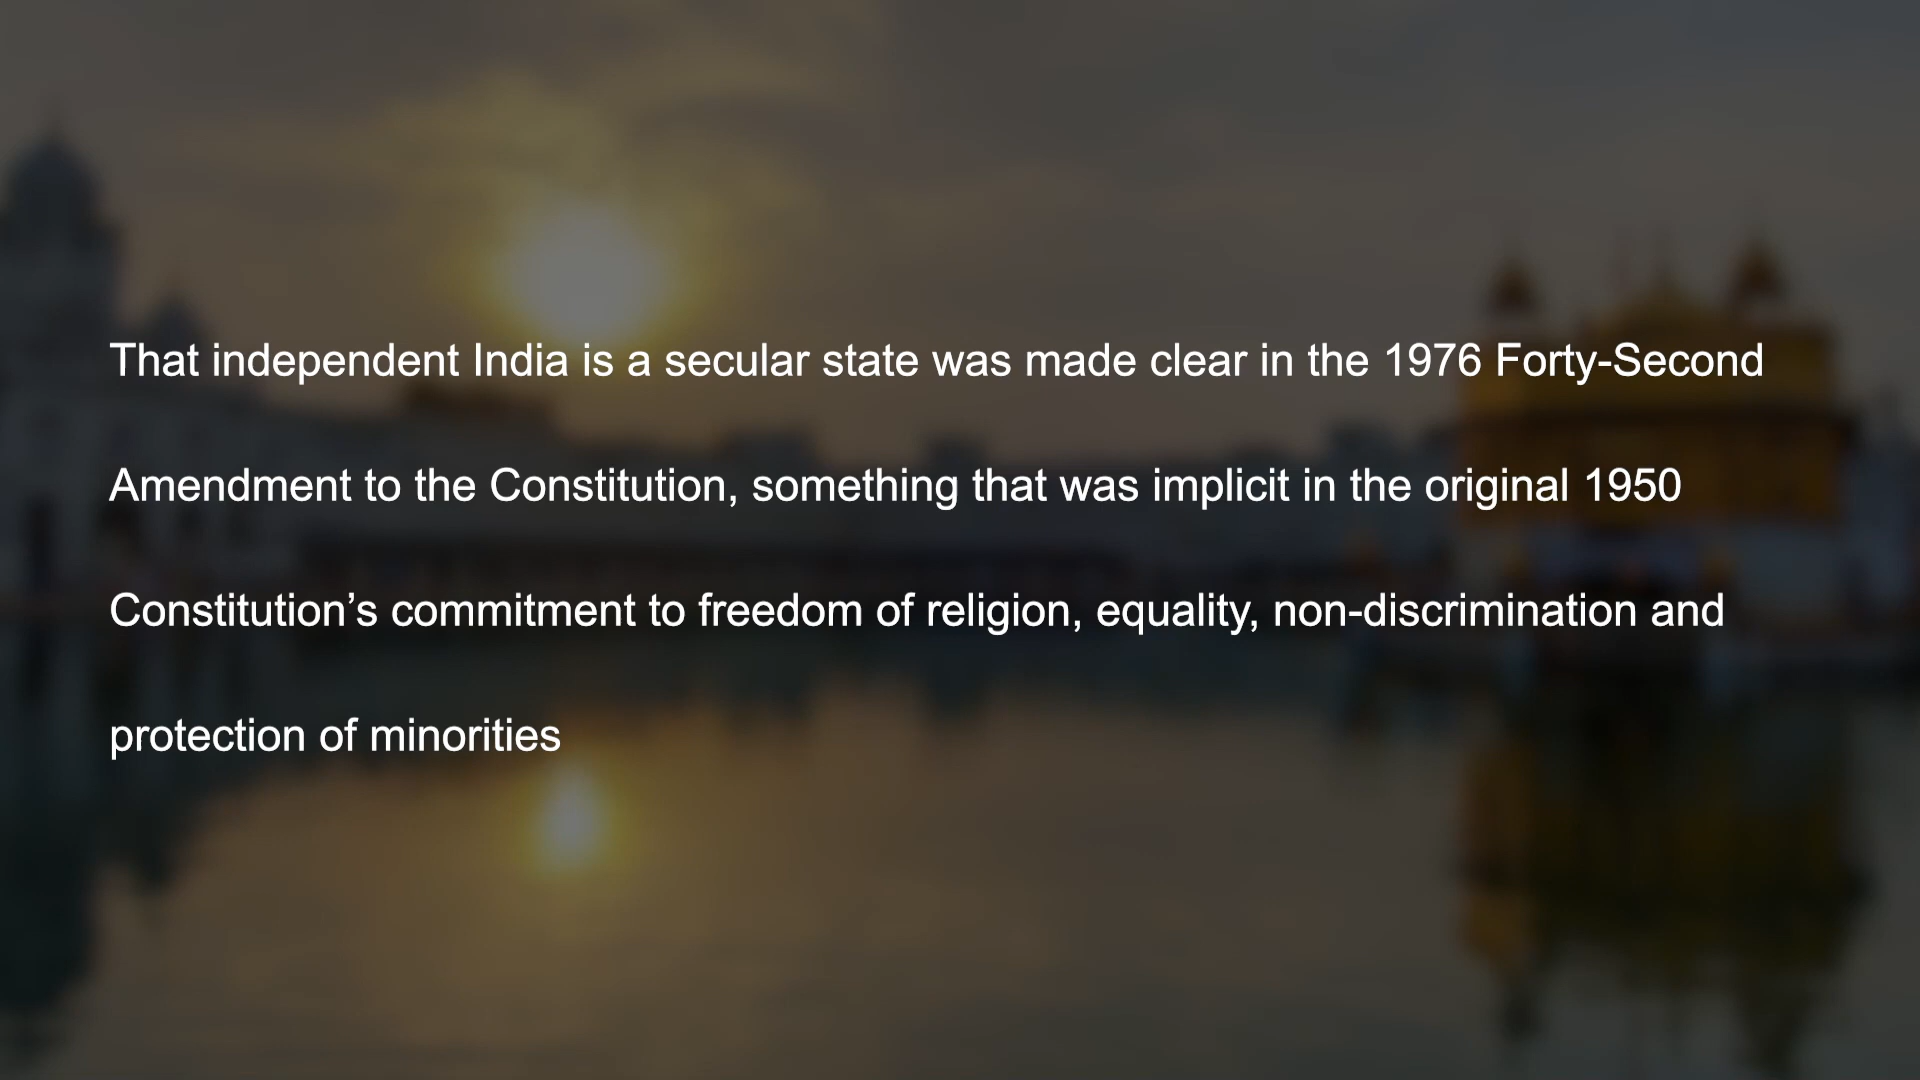 That independent India is a secular state was made clear in the 1976 Forty-Second
Amendment to the Constitution, something that was implicit in the original 1950
Constitution’s commitment to freedom of religion, equality, non-discrimination and
protection of minorities